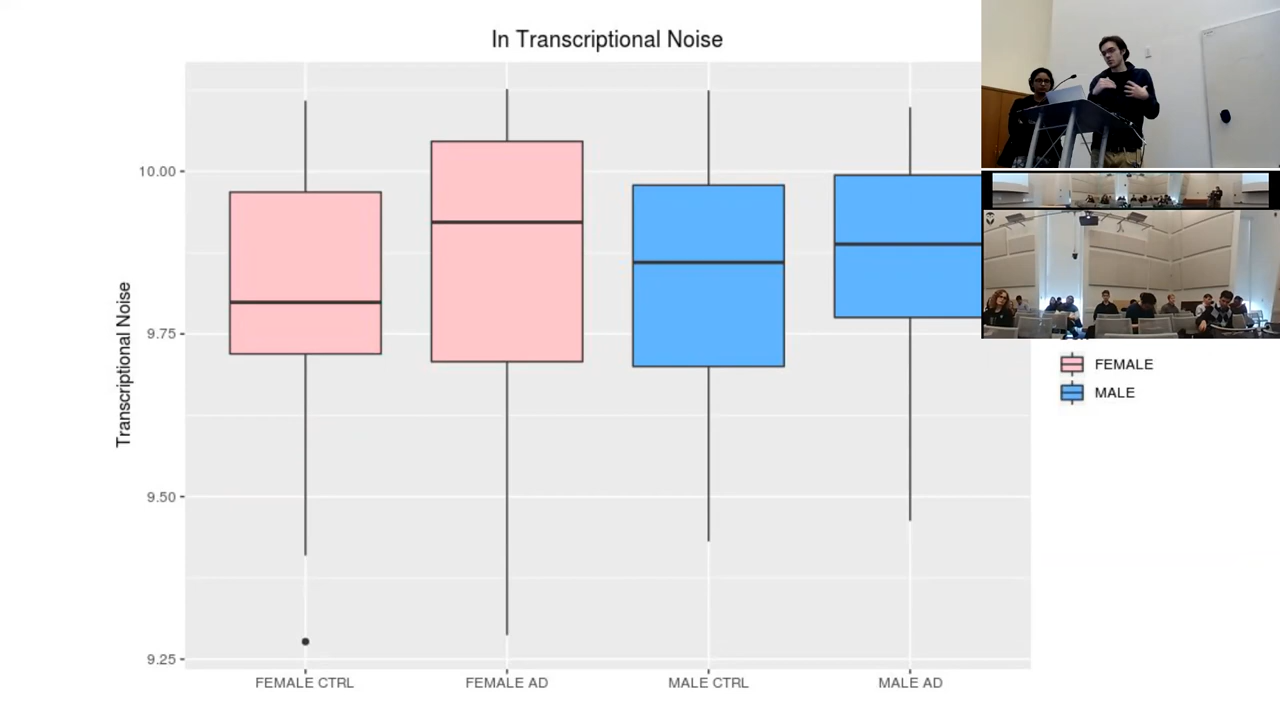 In Transcriptional Noise
Transcriptional Noise
10.00
9.75
9.50
9.25
FEMALE CTRL
FEMALE AD
MALE CTRL
MALE AD
FEMALE
MALE